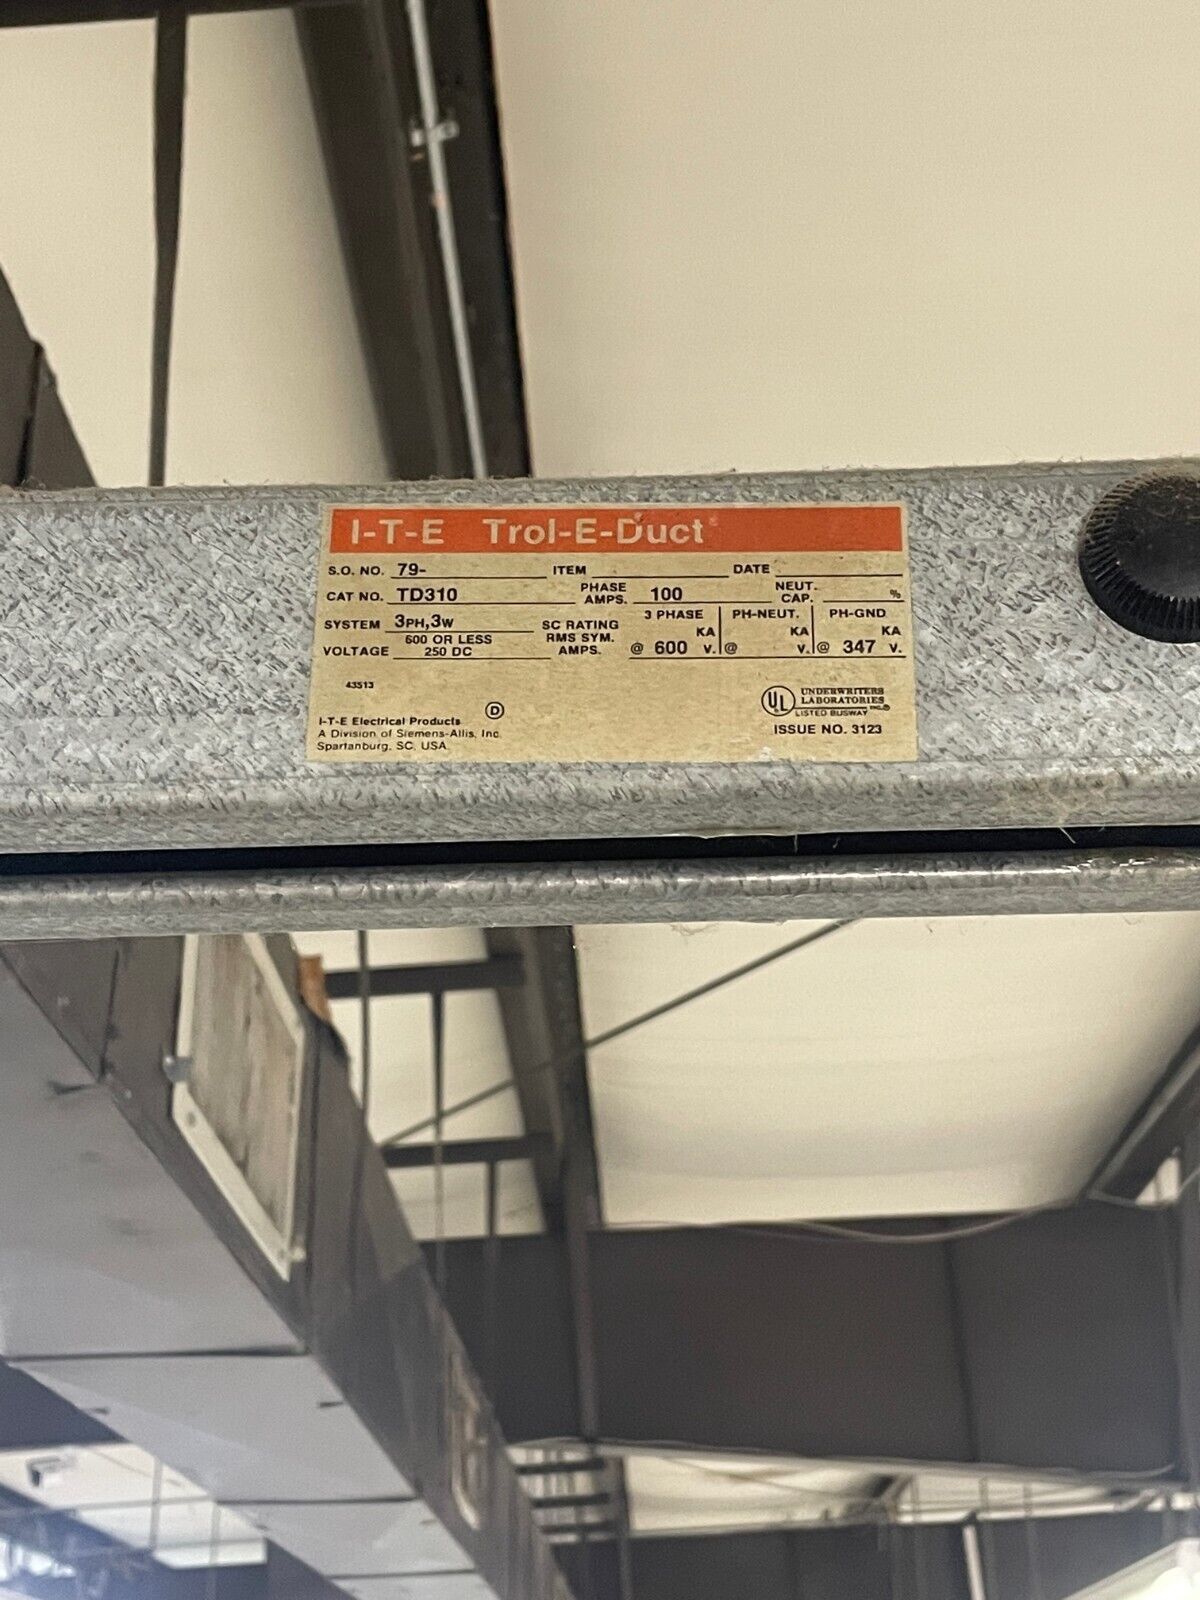 I-T-E Trol-E-Duct®
S.O. NO. 79- ITEM DATE
CAT NO. TD310 PHASE AMPS. 100 NEUT. CAP. %
SYSTEM 3PH,3W SC RATING RMS SYM. AMPS. 3 PHASE KA @ 600 V. PH-NEUT. KA @ V. PH-GND KA @ 347 V.
VOLTAGE 600 OR LESS 250 DC
43513
D
UL UNDERWRITERS
LABORATORIES INC.®
LISTED BUSWAY
ISSUE NO. 3123
I-T-E Electrical Products
A Division of Siemens-Allis, Inc.
Spartanburg, SC, USA.